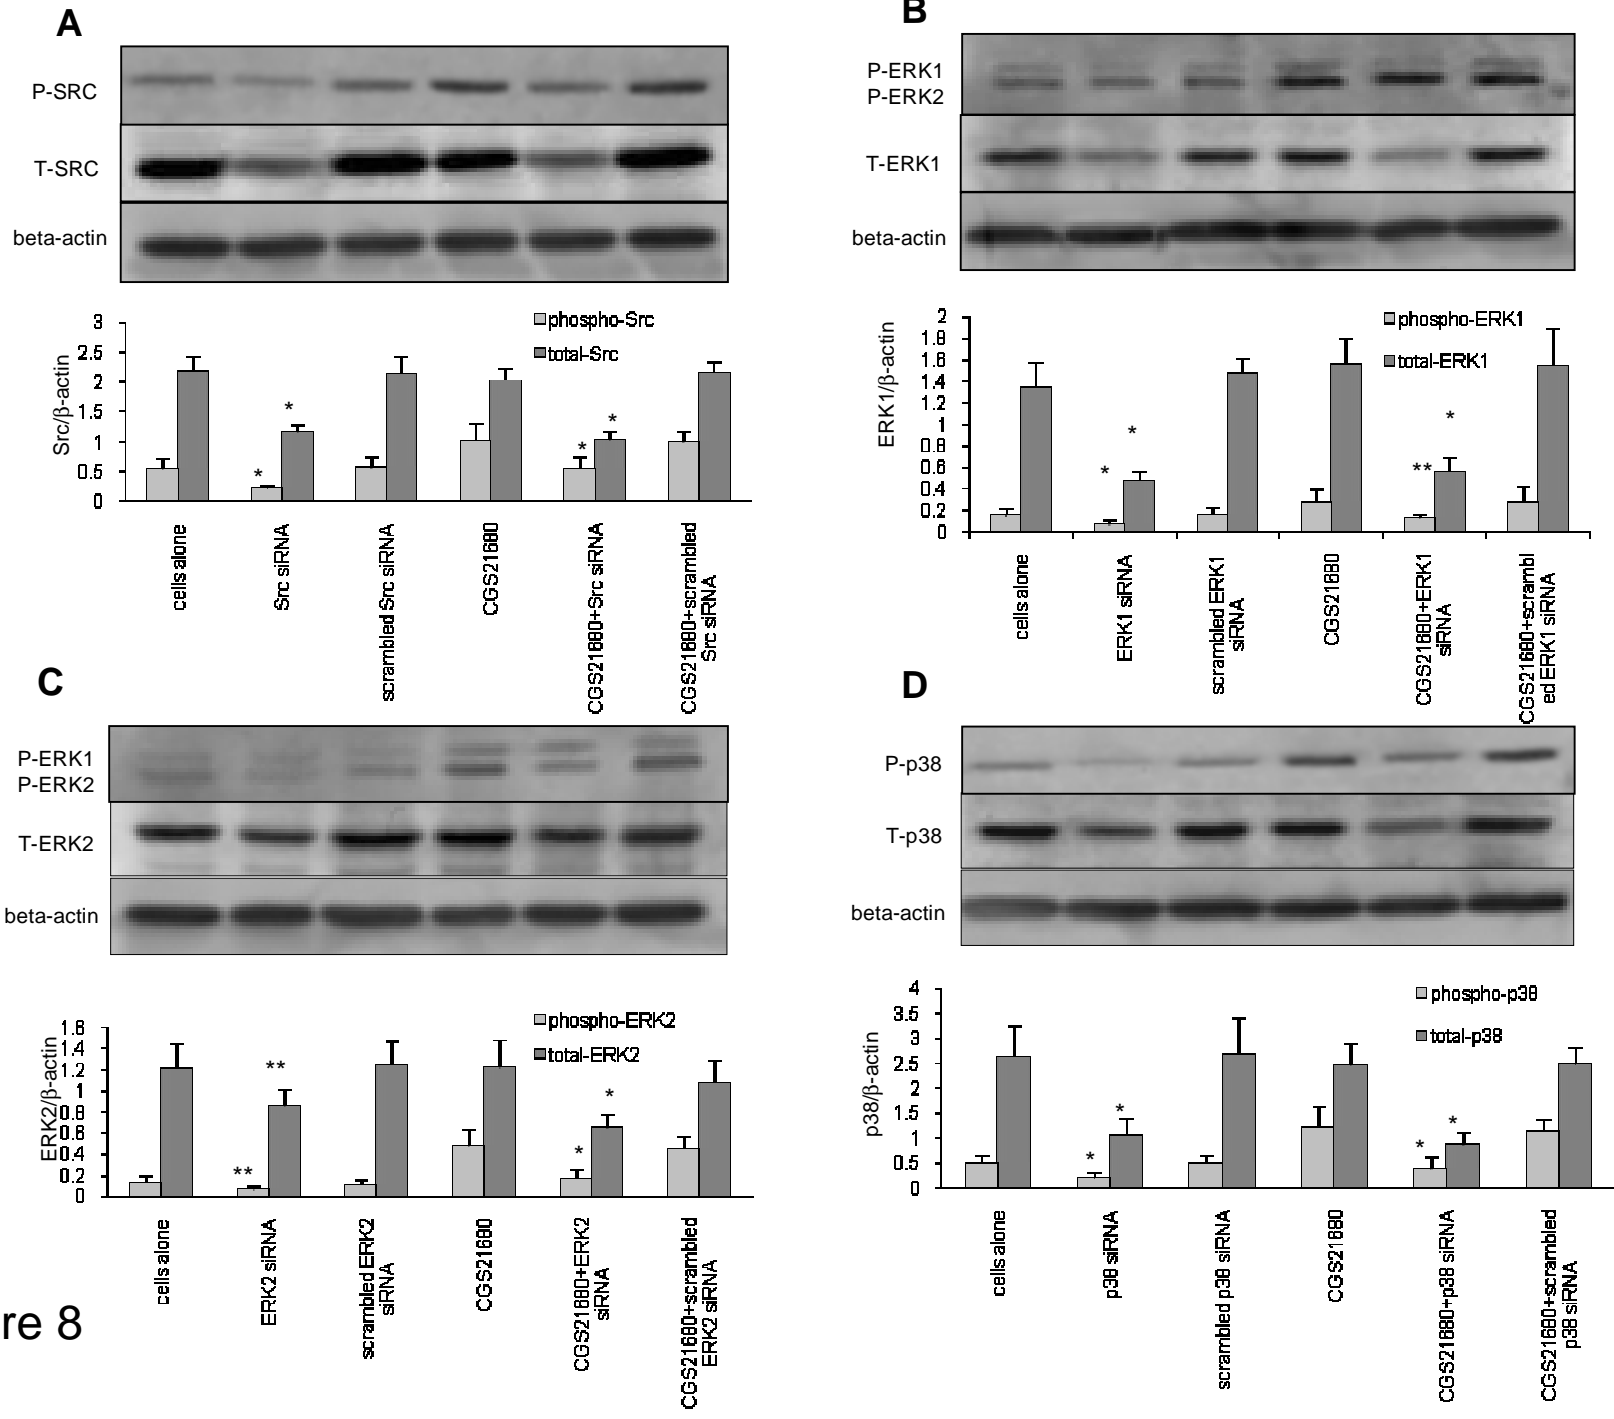 A
P-SRC
T-SRC
beta-actin
Src/β-actin
3
2.5
2
1.5
1
0.5
0
phospho-Src
total-Src
*
*
*
*
cells alone
Src siRNA
scrambled Src siRNA
CGS21680
CGS21680+Src siRNA
CGS21680+scrambled
Src siRNA
B
P-ERK1
P-ERK2
T-ERK1
beta-actin
ERK1/β-actin
2
1.8
1.6
1.4
1.2
1
0.8
0.6
0.4
0.2
0
phospho-ERK1
total-ERK1
*
*
**
*
cells alone
ERK1 siRNA
scrambled ERK1
siRNA
CGS21680
CGS21680+ERK1
siRNA
CGS21680+scrambl
ed ERK1 siRNA
C
P-ERK1
P-ERK2
T-ERK2
beta-actin
ERK2/β-actin
1.6
1.4
1.2
1
0.8
0.6
0.4
0.2
0
phospho-ERK2
total-ERK2
**
**
*
*
cells alone
ERK2 siRNA
scrambled ERK2
siRNA
CGS21680
CGS21680+ERK2
siRNA
CGS21680+scrambled
ERK2 siRNA
D
P-p38
T-p38
beta-actin
p38/β-actin
4
3.5
3
2.5
2
1.5
1
0.5
0
phospho-p38
total-p38
*
*
*
*
cells alone
p38 siRNA
scrambled p38 siRNA
CGS21680
CGS21680+p38 siRNA
CGS21680+scrambled
p38 siRNA
re 8